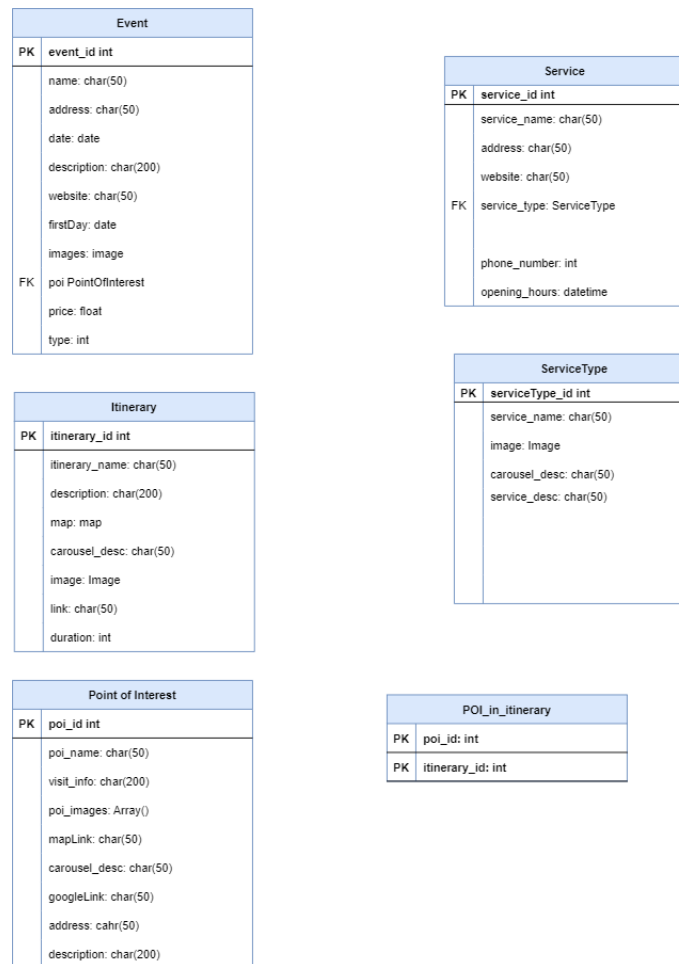 Event
PK event_id int
name: char(50)
address: char(50)
date: date
description: char(200)
website: char(50)
firstDay: date
images: image
FK poi PointOfInterest
price: float
type: int
Service
PK service_id int
service_name: char(50)
address: char(50)
website: char(50)
FK service_type: ServiceType
phone_number: int
opening_hours: datetime
Itinerary
PK itinerary_id int
itinerary_name: char(50)
description: char(200)
map: map
carousel_desc: char(50)
image: Image
link: char(50)
duration: int
ServiceType
PK serviceType_id int
service_name: char(50)
image: Image
carousel_desc: char(50)
service_desc: char(50)
Point of Interest
PK poi_id int
poi_name: char(50)
visit_info: char(200)
poi_images: Array()
mapLink: char(50)
carousel_desc: char(50)
googleLink: char(50)
address: cahr(50)
description: char(200)
POI_in_itinerary
PK poi_id: int
PK itinerary_id: int